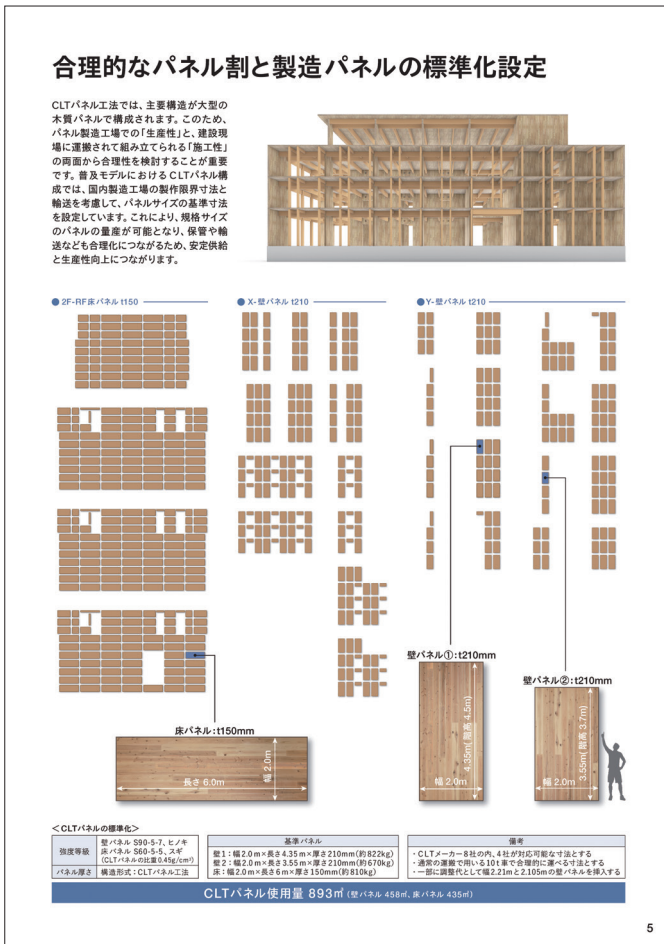 合理的なパネル割と製造パネルの標準化設定
CLTパネル工法では、主要構造が大型の
木質パネルで構成されます。このため、
パネル製造工場での「生産性」と、建設現
場に運搬されて組み立てられる「施工性」
の両面から合理性を検討することが重要
です。普及モデルにおけるCLTパネル構
成では、国内製造工場の製作限界寸法と
輸送を考慮して、パネルサイズの基準寸法
を設定しています。これにより、規格サイズ
のパネルの量産が可能となり、保管や輸
送なども合理化につながるため、安定供給
と生産性向上につながります。
●2F-RF床パネル t150
●X-壁パネル t210
●Y-壁パネル t210
壁パネル①:t210mm
4.35m(階高4.5m)
幅 2.0m
壁パネル②:t210mm
3.55m(階高3.7m)
幅 2.0m
床パネル:t150mm
幅 2.0m
長さ 6.0m
＜CLTパネルの標準化＞
強度等級
壁パネル S90-5-7、ヒノキ
床パネル S60-5-5、スギ
(CLTパネルの比重0.45g/cm³)
パネル厚さ
構造形式:CLTパネル工法
基準パネル
壁1:幅2.0m×長さ4.35m×厚さ210mm(約822kg)
壁2:幅2.0m×長さ3.55m×厚さ210mm(約670kg)
床:幅2.0m×長さ6m×厚さ150mm(約810kg)
備考
・CLTメーカー8社の内、4社が対応可能な寸法とする
・通常の運搬で用いる10t車で合理的に運べる寸法とする
・一部に調整代として幅2.21mと2.105mの壁パネルを挿入する
CLTパネル使用量 893㎥(壁パネル 458㎥、床パネル 435㎥)
5